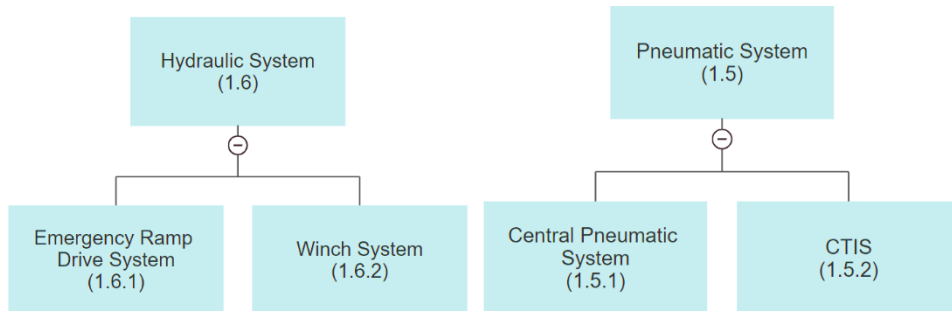 Hydraulic System
(1.6)
Pneumatic System
(1.5)
Emergency Ramp
Drive System
(1.6.1)
Winch System
(1.6.2)
Central Pneumatic
System
(1.5.1)
CTIS
(1.5.2)